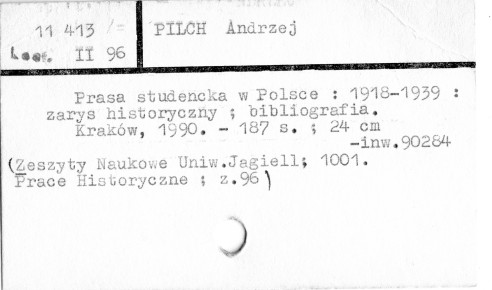 11 413 /=
PILCH Andrzej
II 96
Prasa studencka w Polsce : 1918-1939 :
zarys historyczny ; bibliografia.
Kraków, 1990. - 187 s. ; 24 cm
-inw.90284
(Zeszyty Naukowe Uniw.Jagiell; 1001.
Prace Historyczne ; z.96)